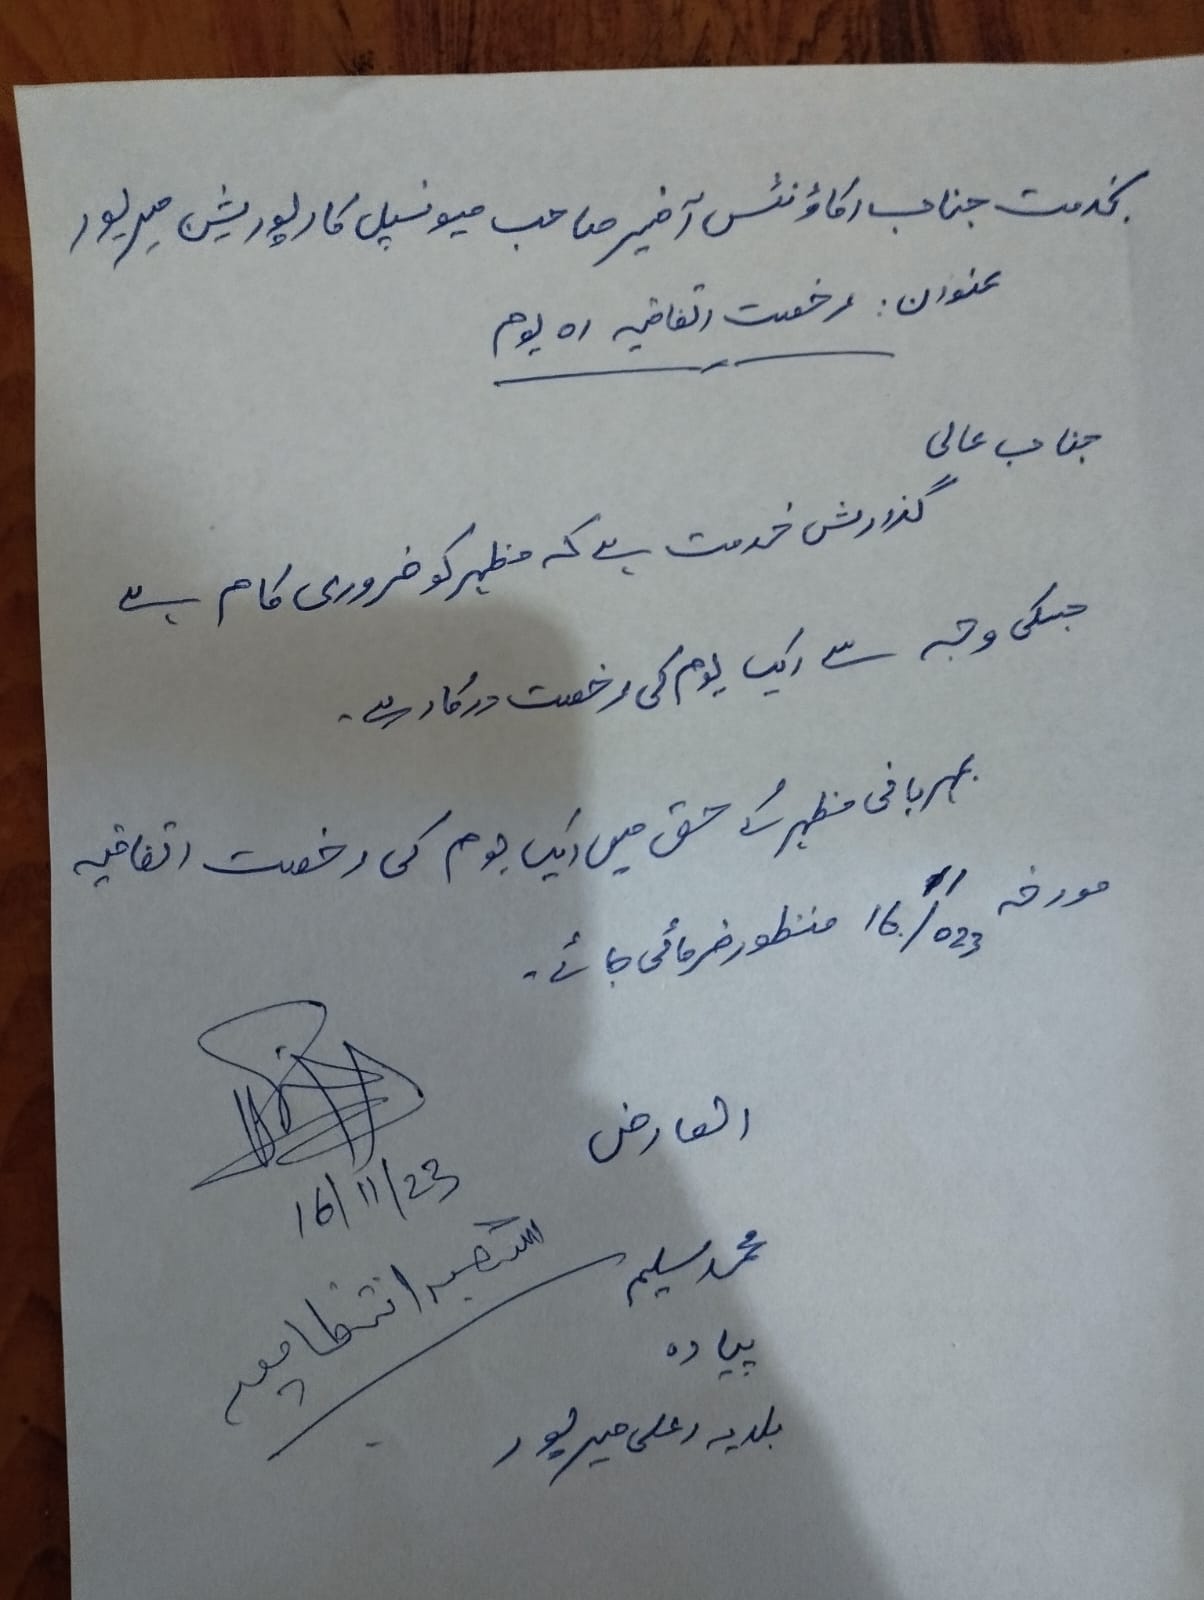 بخدمت جناب اکاؤنٹس آفیسر صاحب میونسپل کارپوریشن میرپور
عنوان: رخصت اتفاقیہ 01 یوم
جناب عالی
گذارش خدمت ہے کہ مظہر کو ضروری کام ہے
جسکی وجہ سے ایک یوم کی رخصت درکار ہے۔
بمہربانی مظہر کے حق میں ایک یوم کی رخصت اتفاقیہ
مورخہ 16/11/023 منظور فرمائی جائے۔
العارض
16/11/23
محمد سلیم
شعبہ انتظامیہ
پیادہ
بلدیہ اعلی میرپور